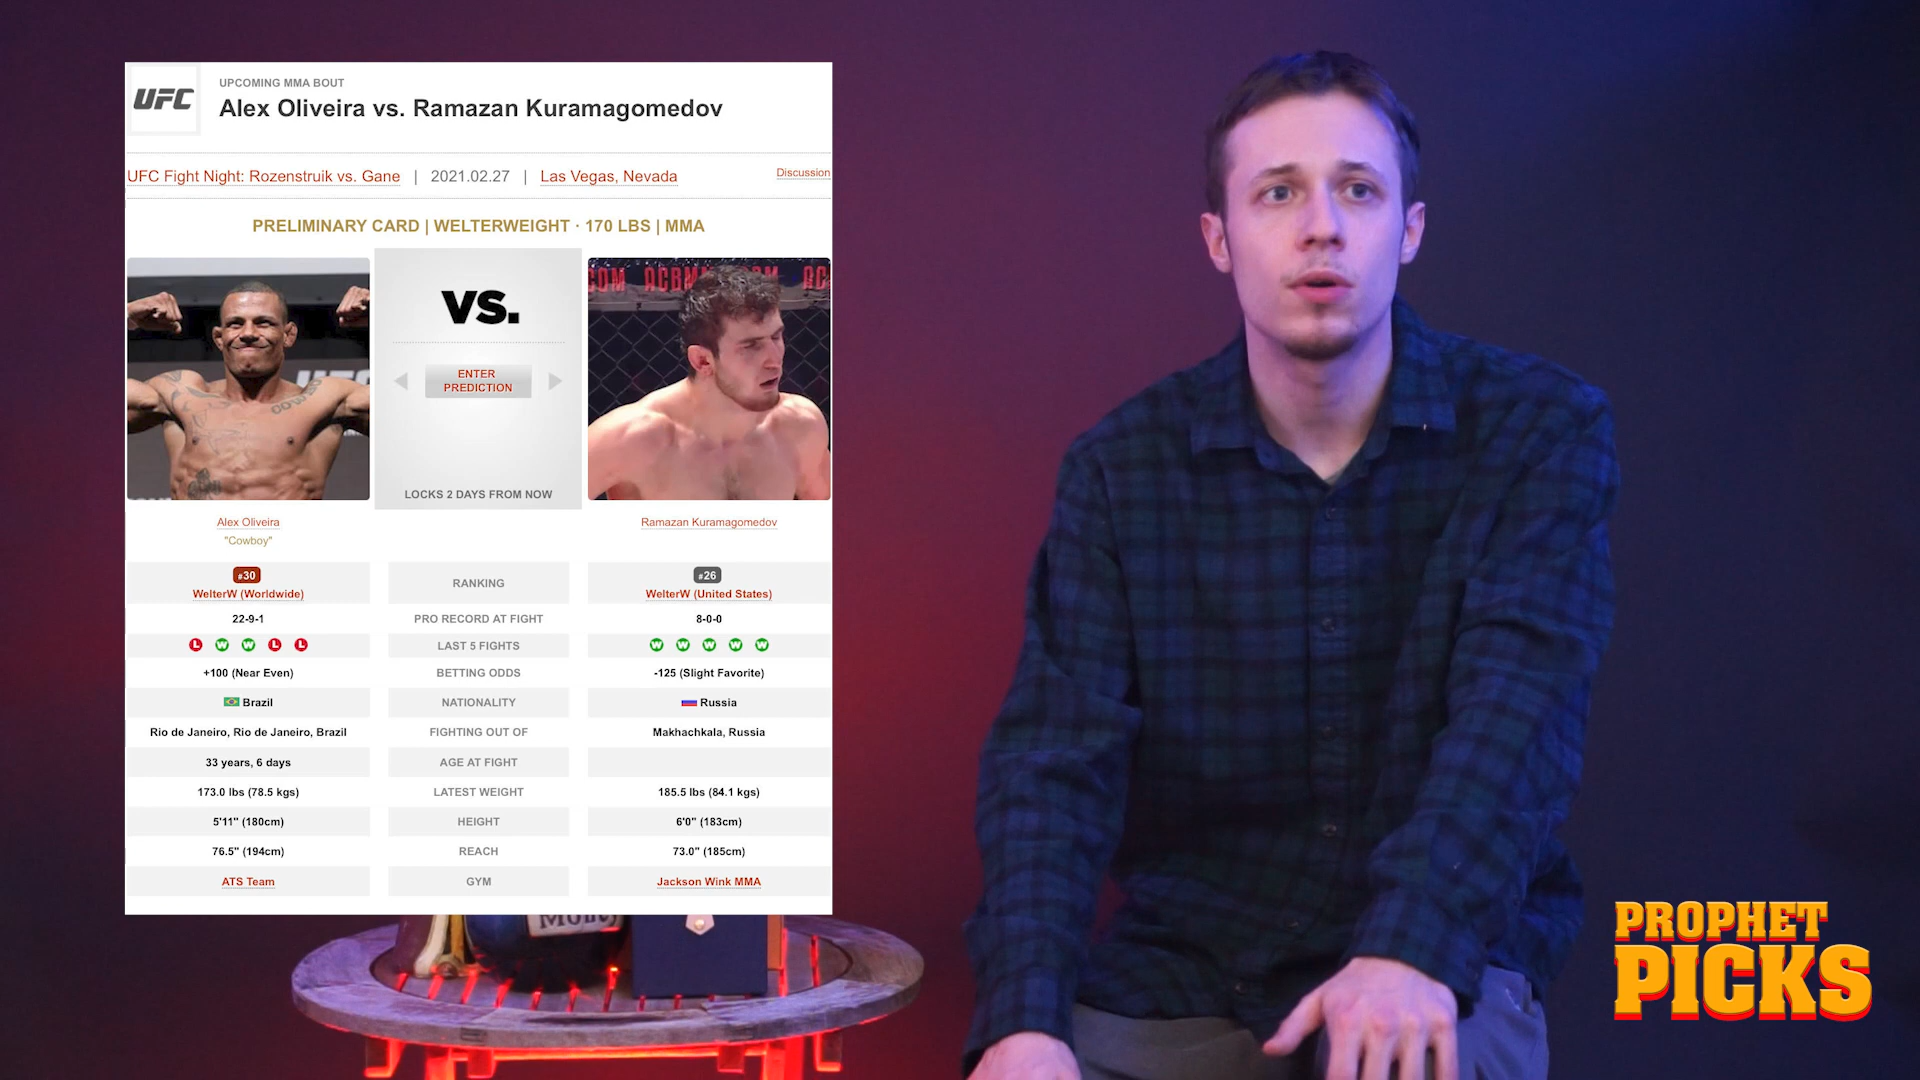 UFC
UPCOMING MMA BOUT
Alex Oliveira vs. Ramazan Kuramagomedov
UFC Fight Night: Rozenstruik vs. Gane | 2021.02.27 | Las Vegas, Nevada
Discussion
PRELIMINARY CARD | WELTERWEIGHT · 170 LBS | MMA
VS.
ENTER
PREDICTION
LOCKS 2 DAYS FROM NOW
Alex Oliveira
"Cowboy"
Ramazan Kuramagomedov
#30
WelterW (Worldwide)
RANKING
#26
WelterW (United States)
22-9-1 PRO RECORD AT FIGHT 8-0-0
L W W L L LAST 5 FIGHTS W W W W W
+100 (Near Even) BETTING ODDS -125 (Slight Favorite)
Brazil NATIONALITY Russia
Rio de Janeiro, Rio de Janeiro, Brazil FIGHTING OUT OF Makhachkala, Russia
33 years, 6 days AGE AT FIGHT
173.0 lbs (78.5 kgs) LATEST WEIGHT 185.5 lbs (84.1 kgs)
5'11" (180cm) HEIGHT 6'0" (183cm)
76.5" (194cm) REACH 73.0" (185cm)
ATS Team GYM Jackson Wink MMA
PROPHET
PICKS